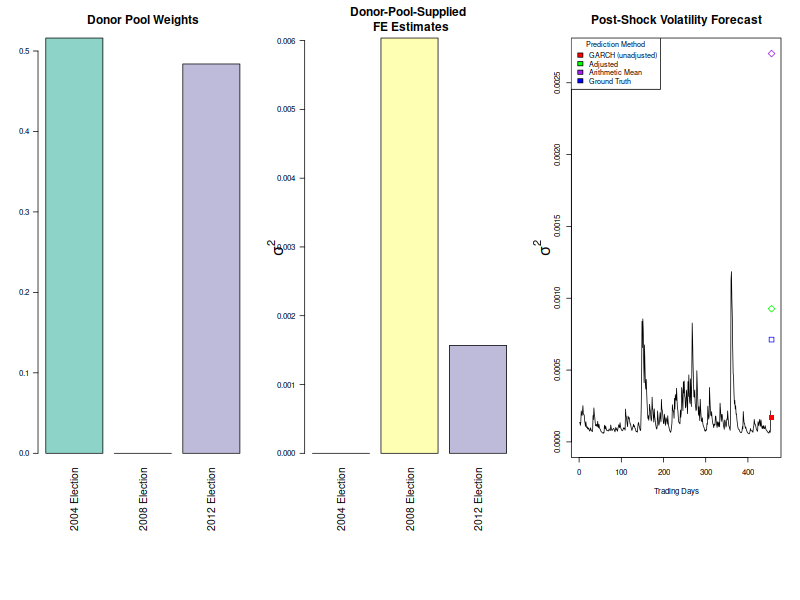 Donor Pool Weights
0.0
0.1
0.2
0.3
0.4
0.5
2004 Election
2008 Election
2012 Election
Donor-Pool-Supplied
FE Estimates
σ²
0.000
0.001
0.002
0.003
0.004
0.005
0.006
2004 Election
2008 Election
2012 Election
Post-Shock Volatility Forecast
σ²
0.0000
0.0005
0.0010
0.0015
0.0020
0.0025
Prediction Method
GARCH (unadjusted)
Adjusted
Arithmetic Mean
Ground Truth
0
100
200
300
400
Trading Days